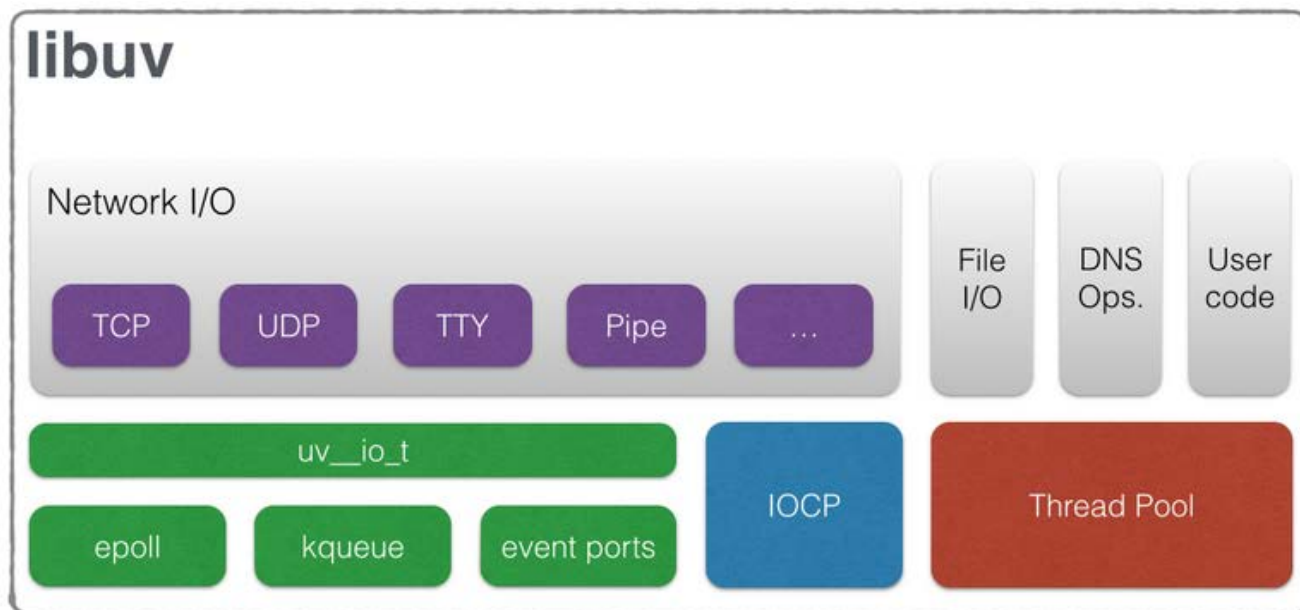 libuv
Network I/O
TCP
UDP
TTY
Pipe
...
File
I/O
DNS
Ops.
User
code
uv__io_t
epoll
kqueue
event ports
IOCP
Thread Pool